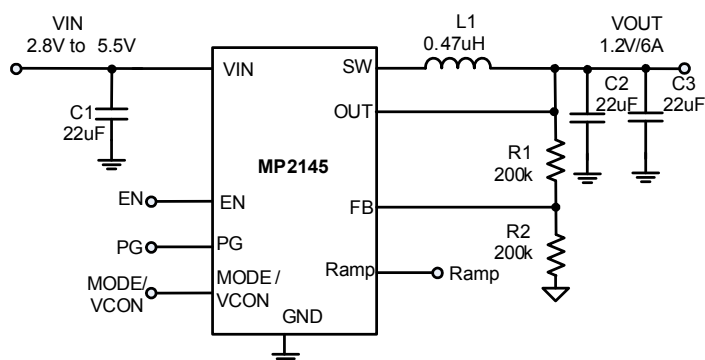 VIN
2.8V to 5.5V
L1
0.47uH
VOUT
1.2V/6A
VIN
SW
C1
22uF
C2
22uF
C3
22uF
OUT
MP2145
R1
200k
EN
EN
FB
PG
PG
R2
200k
MODE/
VCON
MODE /
VCON
Ramp
Ramp
GND